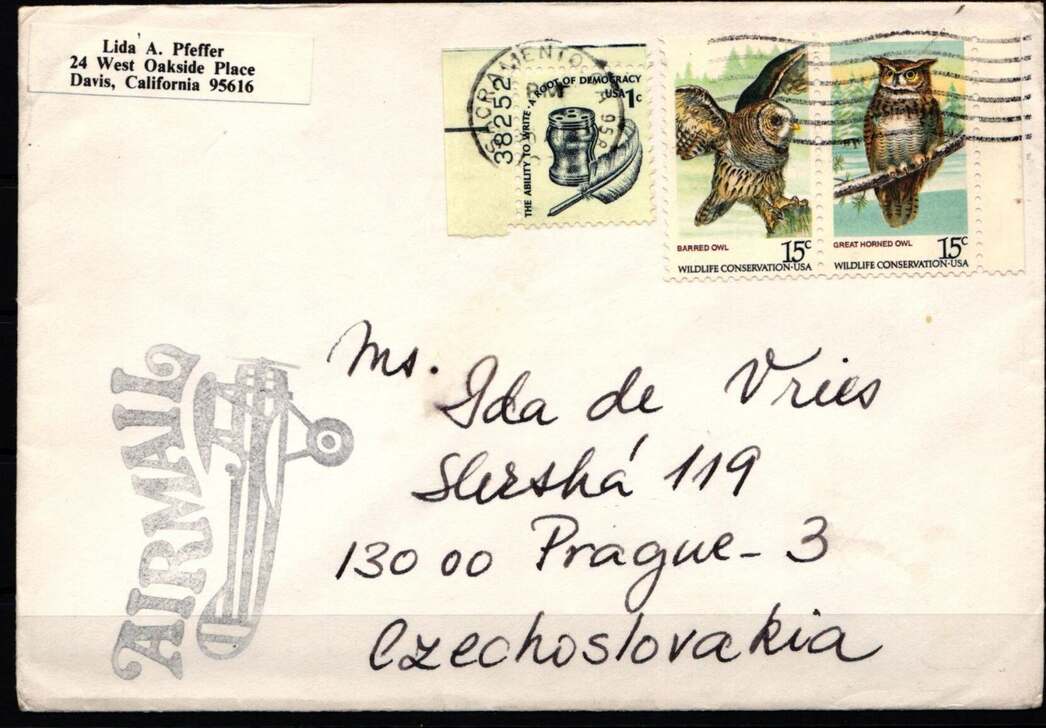 Lida A. Pfeffer
24 West Oakside Place
Davis, California 95616
SACRAMENTO
38252
THE ABILITY TO WRITE · A ROOT OF DEMOCRACY
USA 1c
BARRED OWL
15c
WILDLIFE CONSERVATION·USA
GREAT HORNED OWL
15c
WILDLIFE CONSERVATION·USA
AIRMAIL
Ms. Ida de Vries
Slezská 119
130 00 Prague - 3
Czechoslovakia